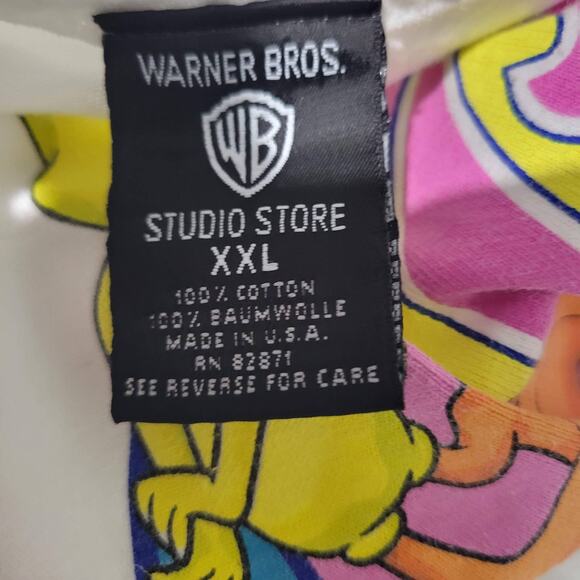 WARNER BROS.
WB
STUDIO STORE
XXL
100% COTTON
100% BAUMWOLLE
MADE IN U.S.A.
RN 82871
SEE REVERSE FOR CARE